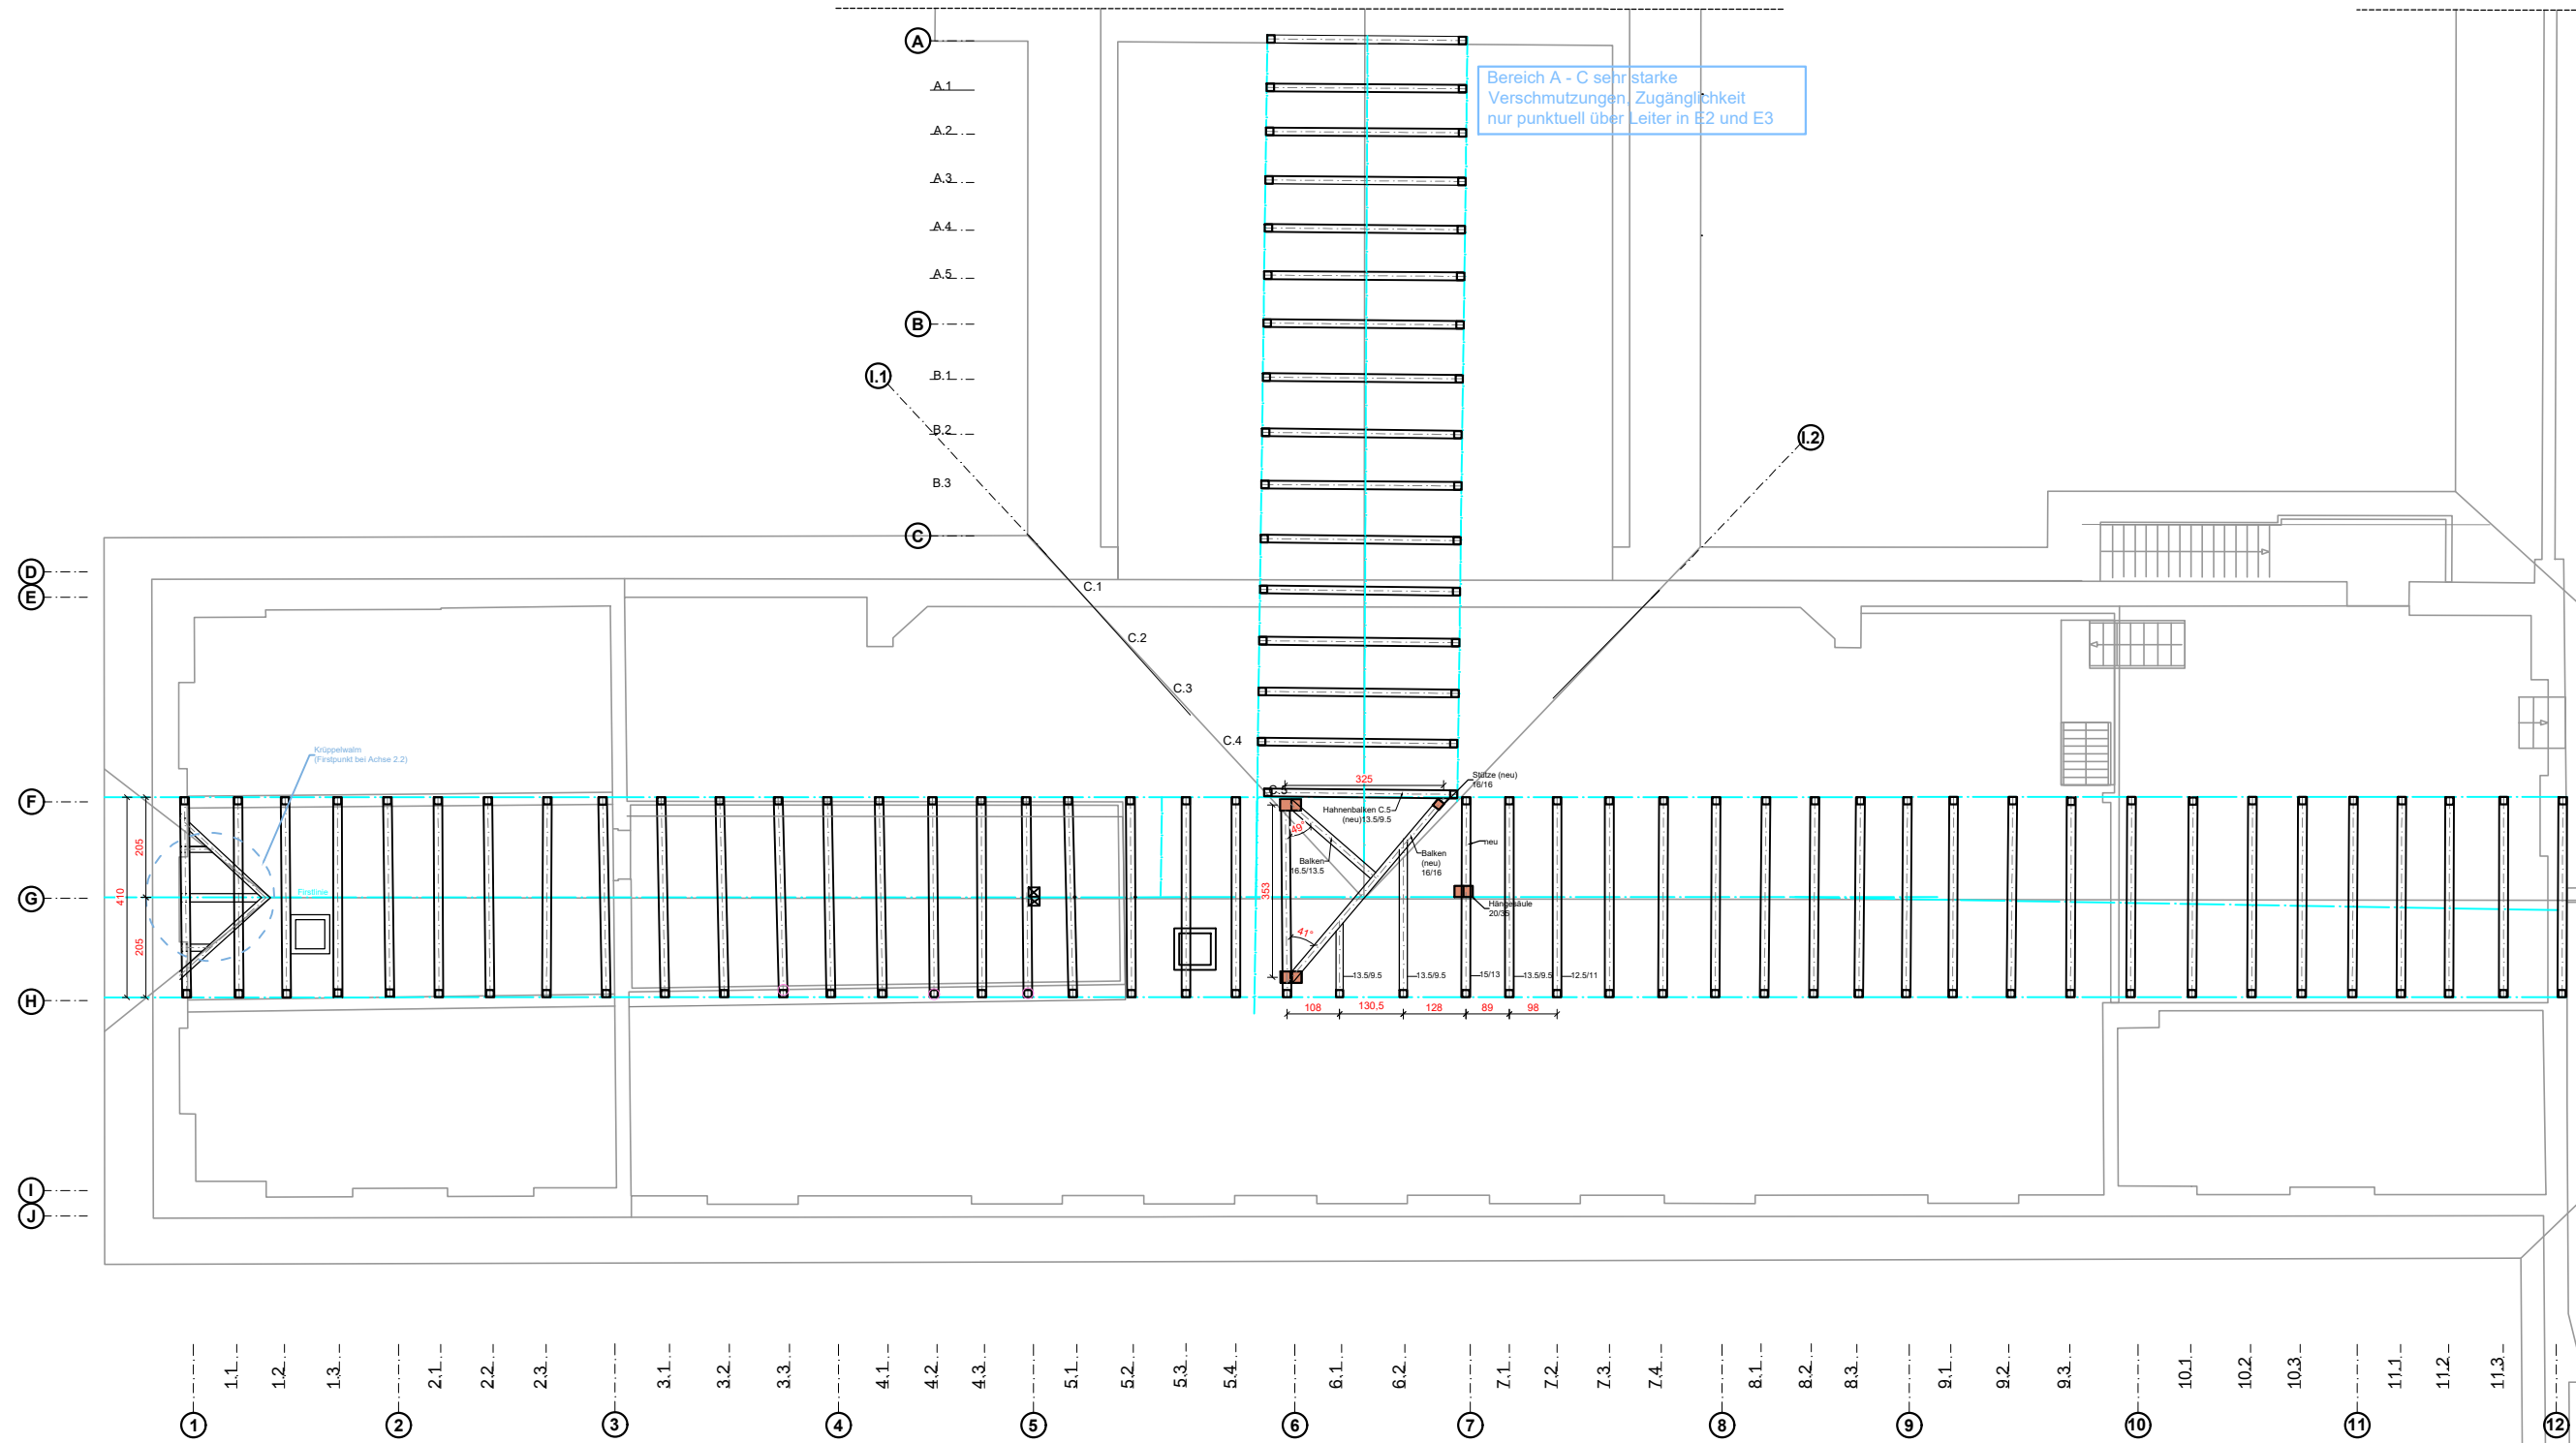 A
A.1
A.2
A.3
A.4
A.5
B
B.1
B.2
B.3
C
C.1
C.2
C.3
C.4
C.5
I.1
I.2
Bereich A - C sehr starke
Verschmutzungen, Zugänglichkeit
nur punktuell über Leiter in E2 und E3
D
E
F
G
H
I
J
Krüppelwalm
(Firstpunkt bei Achse 2.2)
Firstlinie
410
205
205
325
Stütze (neu)
16/16
Hahnenbalken C.5
(neu)13.5/9.5
49°
Balken
16.5/13.5
Balken
(neu)
16/16
neu
353
Hängesäule
20/35
41°
13.5/9.5
13.5/9.5
15/13
13.5/9.5
12.5/11
108
130,5
128
89
98
1.1
1.2
1.3
2.1
2.2
2.3
3.1
3.2
3.3
4.1
4.2
4.3
5.1
5.2
5.3
5.4
6.1
6.2
7.1
7.2
7.3
7.4
8.1
8.2
8.3
9.1
9.2
9.3
10.1
10.2
10.3
11.1
11.2
11.3
1
2
3
4
5
6
7
8
9
10
11
12